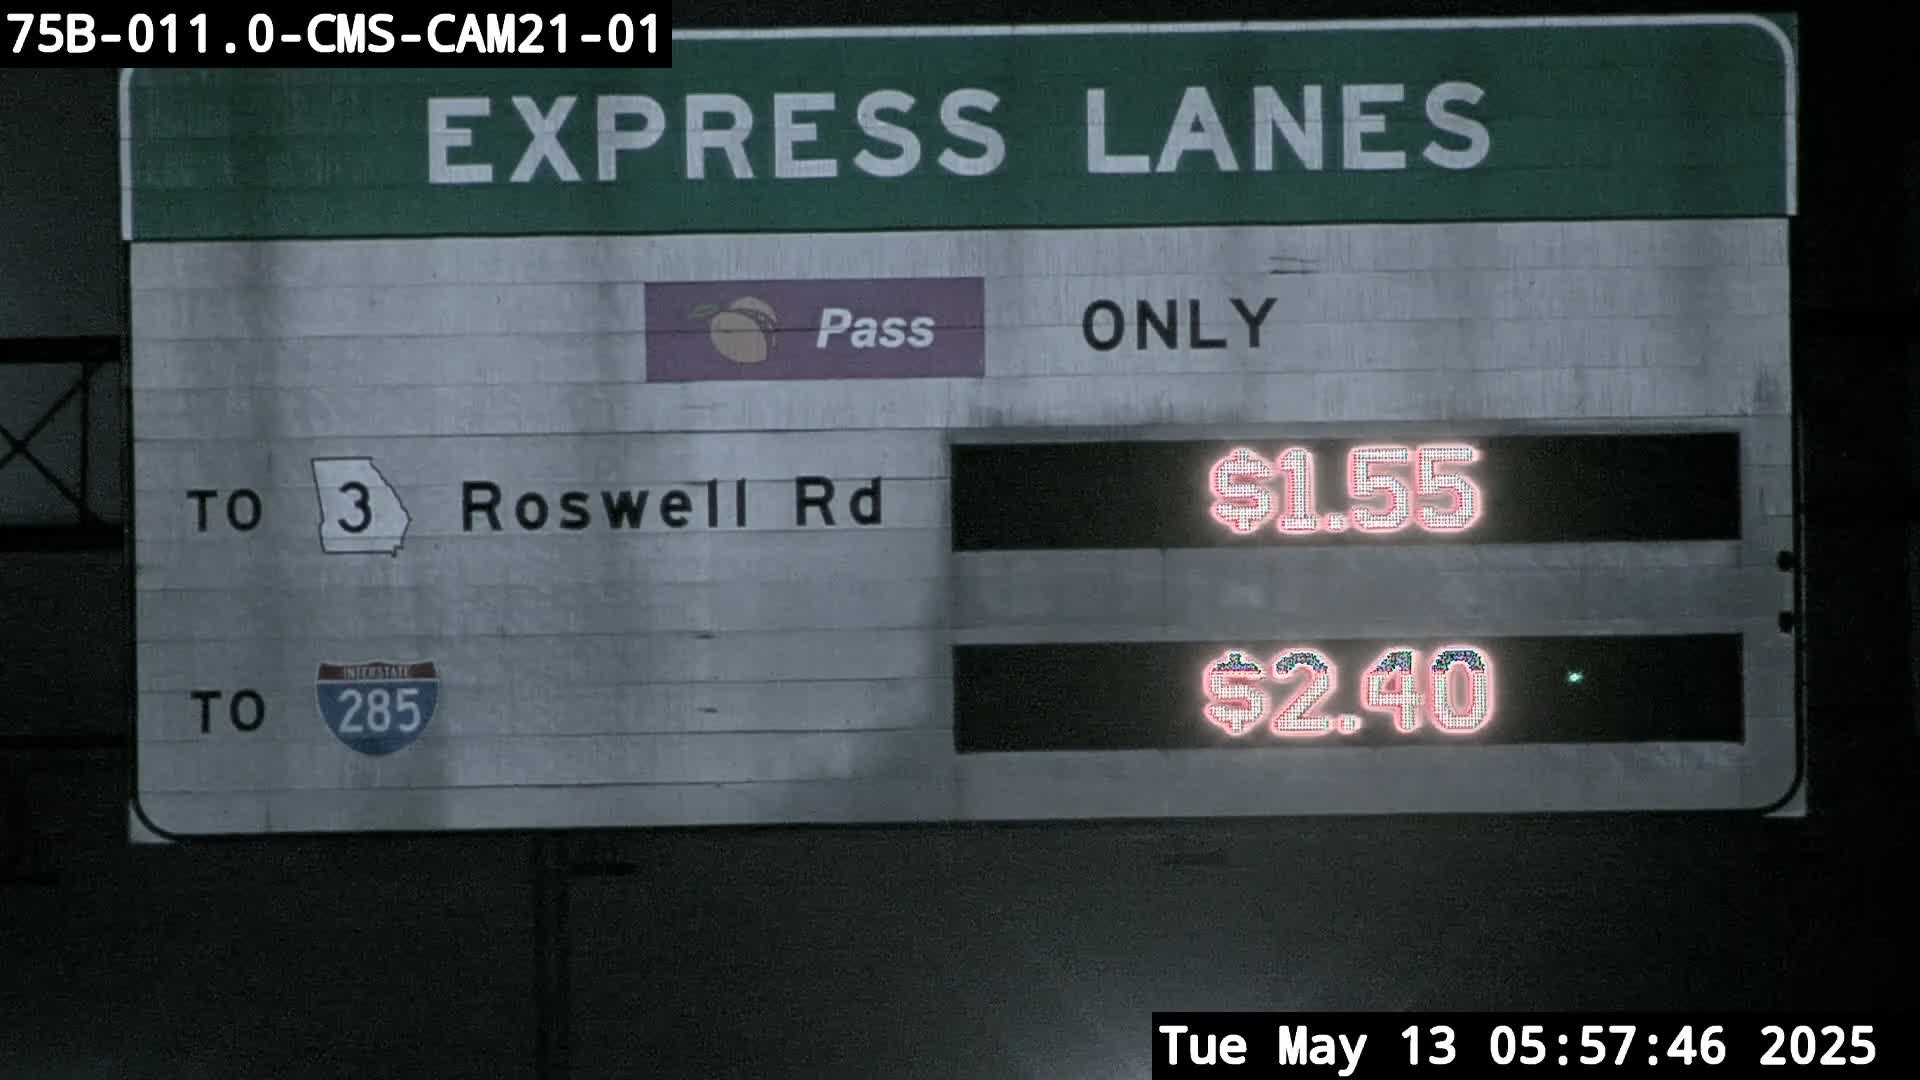 75B-011.0-CMS-CAM21-01
EXPRESS LANES
Pass ONLY
TO 3 Roswell Rd $1.55
INTERSTATE
TO 285 $2.40
Tue May 13 05:57:46 2025